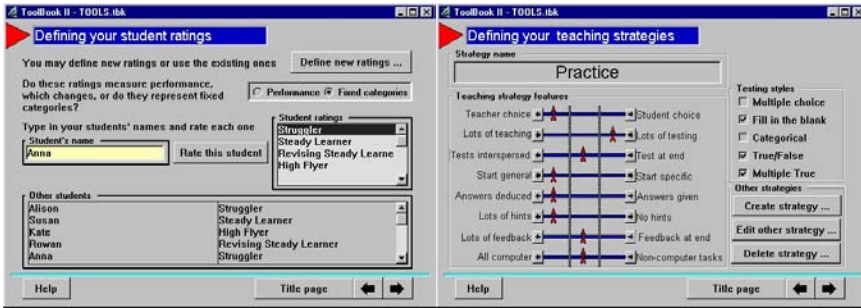 ToolBook II - TOOLS.tbk
Defining your student ratings
You may define new ratings or use the existing ones
Define new ratings ...
Do these ratings measure performance,
which changes, or do they represent fixed
categories?
Performance Fixed categories
Type in your students' names and rate each one
Student's name
Anna
Rate this student
Student ratings
Struggler
Steady Learner
Revising Steady Learne
High Flyer
Other students
Alison Struggler
Susan Steady Learner
Kate High Flyer
Rowan Revising Steady Learner
Anna Struggler
Help Title page
ToolBook II - TOOLS.tbk
Defining your teaching strategies
Strategy name
Practice
Teaching strategy features
Teacher choice Student choice
Lots of teaching Lots of testing
Tests interspersed Test at end
Start general Start specific
Answers deduced Answers given
Lots of hints No hints
Lots of feedback Feedback at end
All computer Non-computer tasks
Testing styles
Multiple choice
Fill in the blank
Categorical
True/False
Multiple True
Other strategies
Create strategy ...
Edit other strategy ...
Delete strategy ...
Help Title page